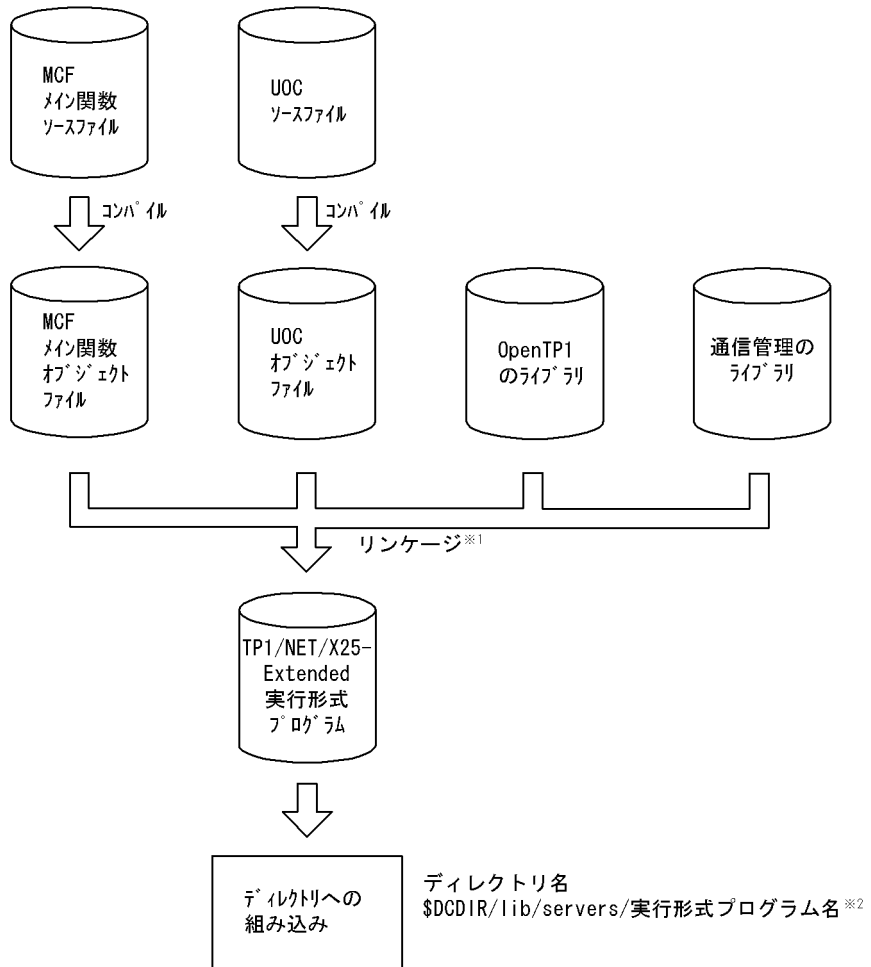 MCF
ﾒｲﾝ関数
ｿｰｽﾌｧｲﾙ
UOC
ｿｰｽﾌｧｲﾙ
ｺﾝﾊﾟｲﾙ
ｺﾝﾊﾟｲﾙ
MCF
ﾒｲﾝ関数
ｵﾌﾞｼﾞｪｸﾄ
ﾌｧｲﾙ
UOC
ｵﾌﾞｼﾞｪｸﾄ
ﾌｧｲﾙ
OpenTP1
のﾗｲﾌﾞﾗﾘ
通信管理の
ﾗｲﾌﾞﾗﾘ
リンケージ※1
TP1/NET/X25-
Extended
実行形式
ﾌﾟﾛｸﾞﾗﾑ
ﾃﾞｨﾚｸﾄﾘへの
組み込み
ディレクトリ名
$DCDIR/lib/servers/実行形式プログラム名※2